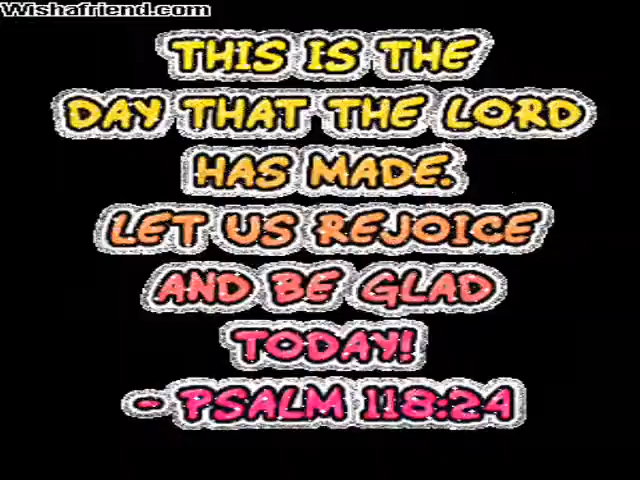 Wishafriend.com
THIS IS THE
DAY THAT THE LORD
HAS MADE.
LET US REJOICE
AND BE GLAD
TODAY!
- PSALM 118:24